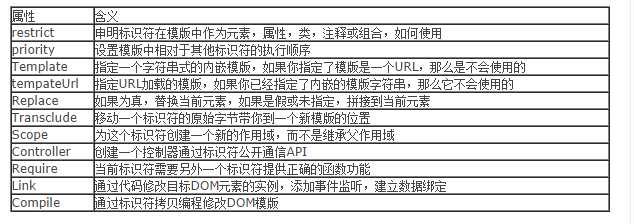 属性 含义
restrict 申明标识符在模版中作为元素，属性，类，注释或组合，如何使用
priority 设置模版中相对于其他标识符的执行顺序
Template 指定一个字符串式的内嵌模版，如果你指定了模版是一个URL，那么是不会使用的
tempateUrl 指定URL加载的模版，如果你已经指定了内嵌的模版字符串，那么它不会使用的
Replace 如果为真，替换当前元素，如果是假或未指定，拼接到当前元素
Transclude 移动一个标识符的原始字节带你到一个新模版的位置
Scope 为这个标识符创建一个新的作用域，而不是继承父作用域
Controller 创建一个控制器通过标识符公开通信API
Require 当前标识符需要另外一个标识符提供正确的函数功能
Link 通过代码修改目标DOM元素的实例，添加事件监听，建立数据绑定
Compile 通过标识符拷贝编程修改DOM模版